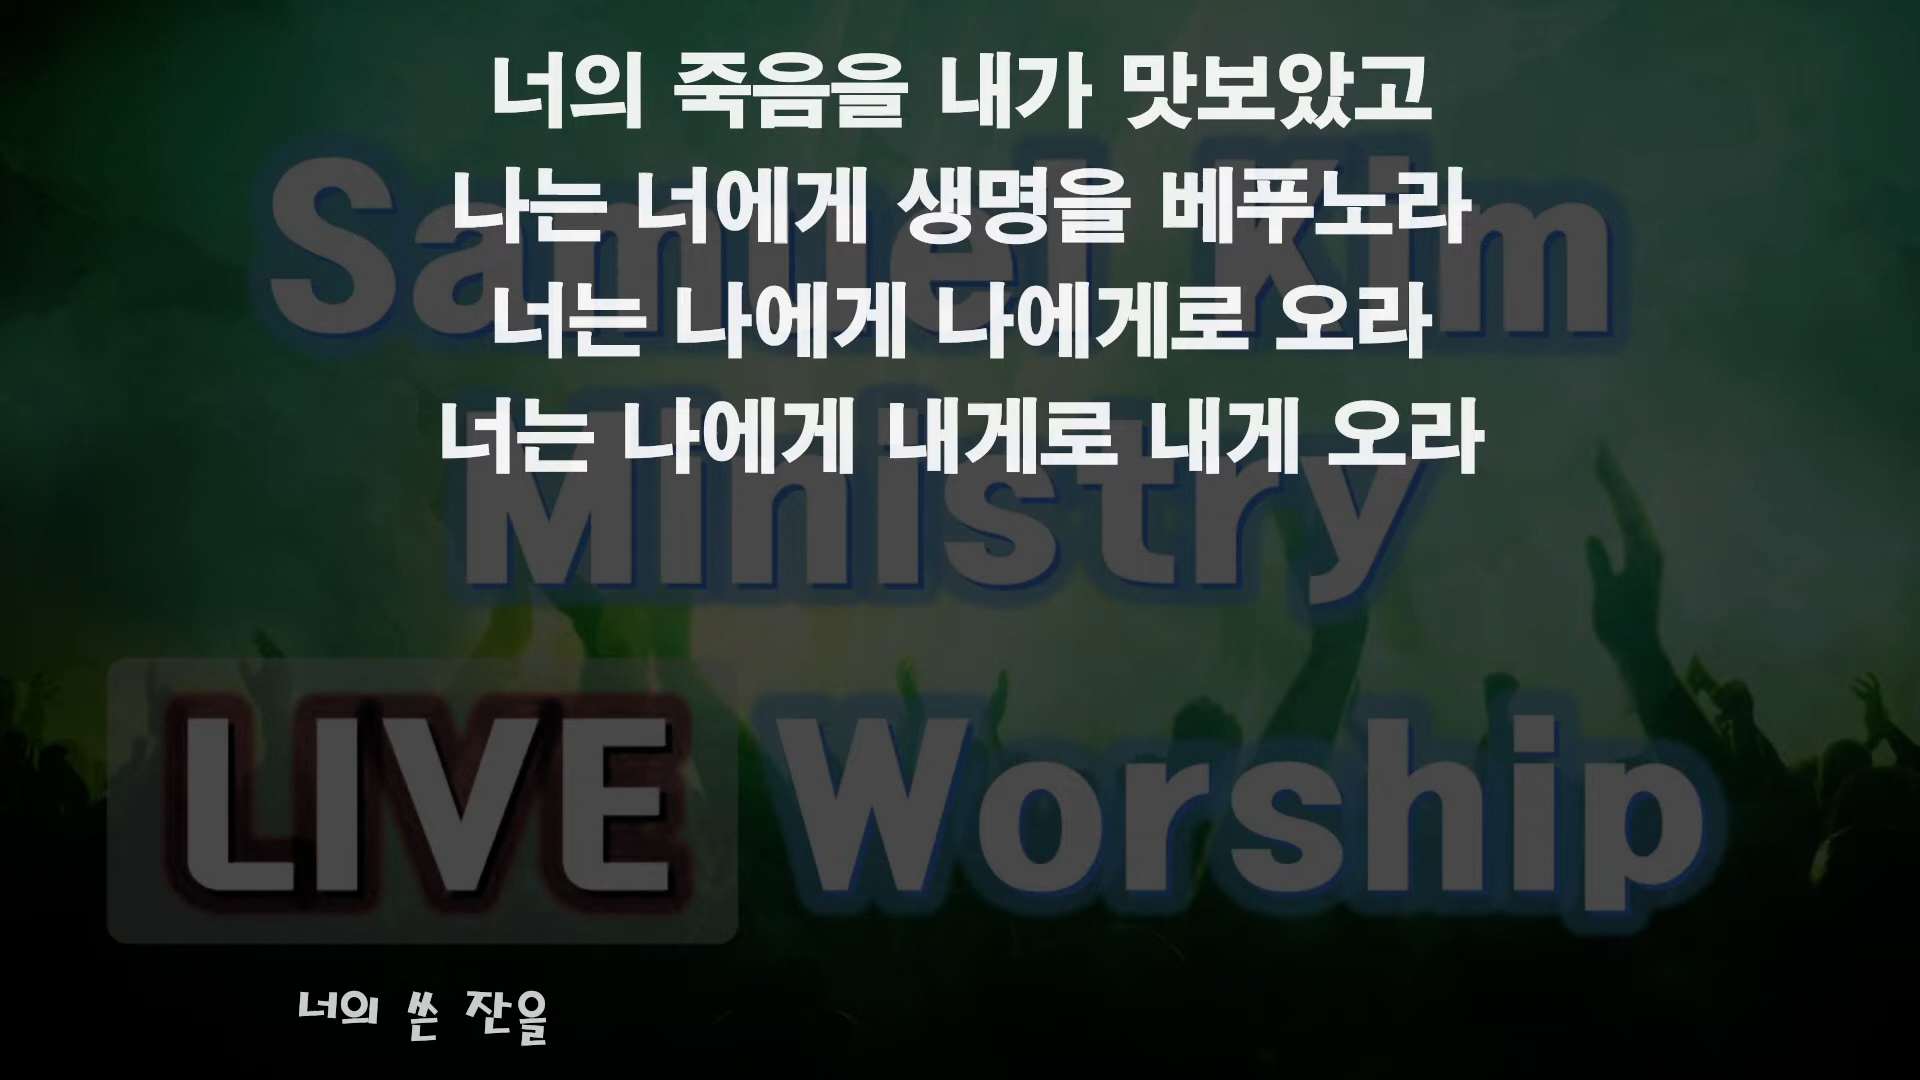 너의 죽음을 내가 맛보았고
나는 너에게 생명을 베푸노라
너는 나에게 나에게로 오라
너는 나에게 내게로 내게 오라
Samuel Kim
Ministry
LIVE Worship
너의 쓴 잔을